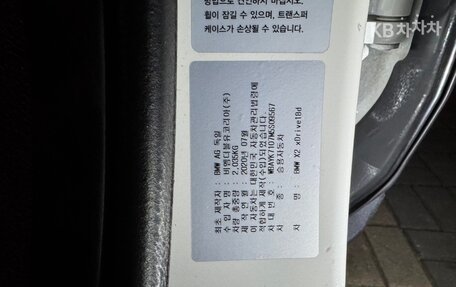 방법으로 견인하지 마십시오.
휠이 잠길 수 있으며, 트랜스퍼
케이스가 손상될 수 있습니다.
KB차차차
최초 제작자 : BMW AG 독일
수 입 자 명 : 비엠더블유코리아(주)
차량 총중량 : 2,035KG
제 작 연 월 : 2020년 07월
이 자동차는 대한민국 자동차관리법령에
적합하게 제작(수입)되었습니다.
차 대 번 호 : WBAYK7107M5S09567
차 종 : 승용자동차
차 명 : BMW X2 xDrive18d